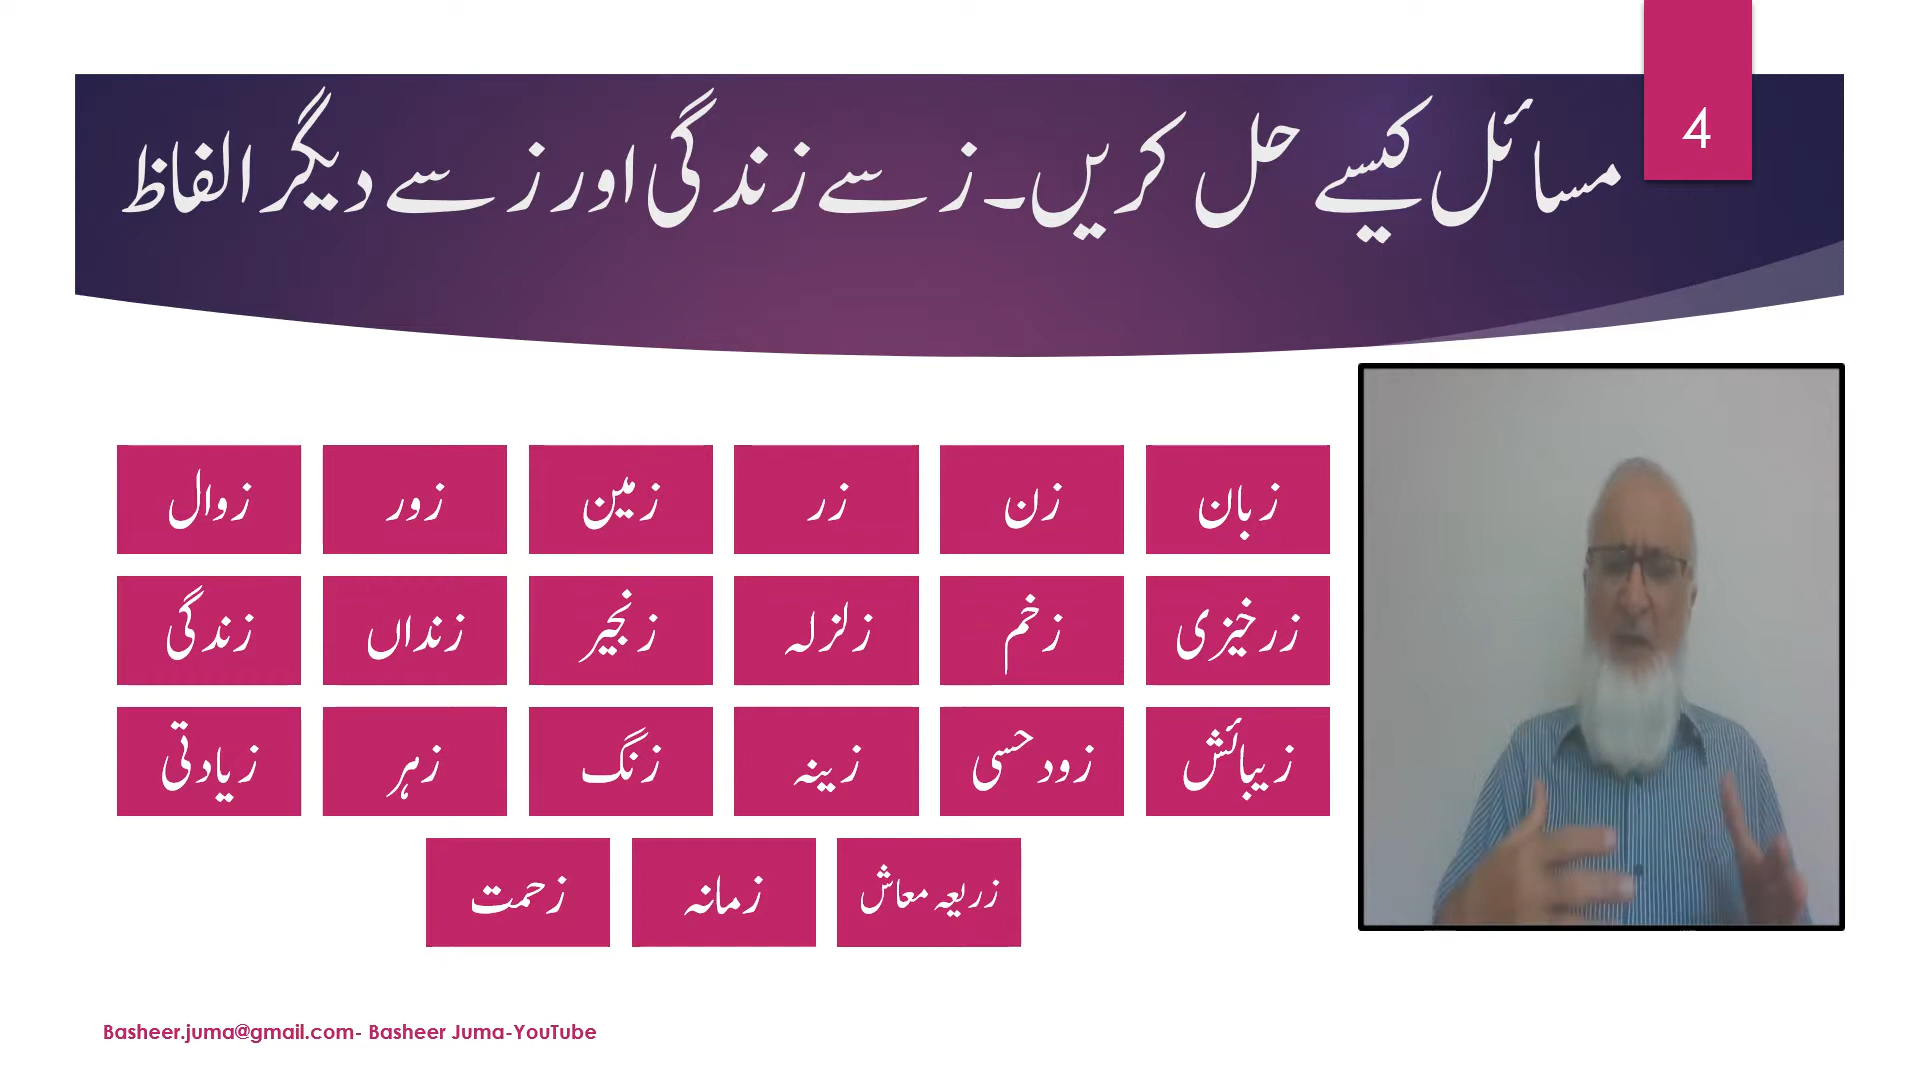 4
مسائل کیسے حل کریں۔ ز سے زندگی اور ز سے دیگر الفاظ
زبان زن زر زمین زور زوال
زرخیزی زخم زلزلہ زنجیر زنداں زندگی
زیبائش زود حسی زینہ زنگ زہر زیادتی
زریعہ معاش زمانہ زحمت
Basheer.juma@gmail.com- Basheer Juma-YouTube